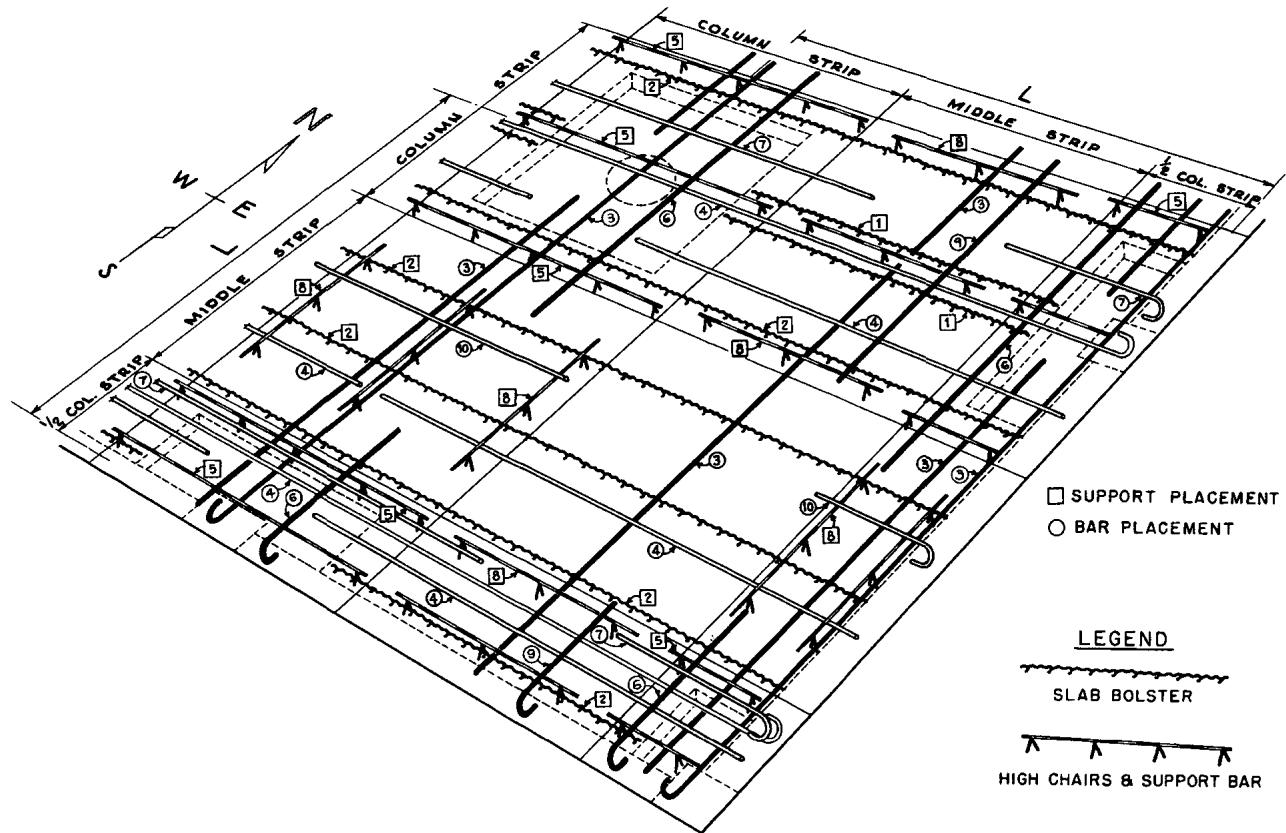 COLUMN STRIP
L
MIDDLE STRIP
1/2 COL. STRIP
COLUMN STRIP
MIDDLE STRIP
1/2 COL. STRIP
L
N
W E
S
5
2
5
7
8
3
5
3
6
4
1
9
7
1
6
2
8
3
5
2
4
8
2
10
4
8
3
3
3
10
8
7
5
4
6
5
4
8
4
2
9
7
5
6
2
□ SUPPORT PLACEMENT
○ BAR PLACEMENT
LEGEND
SLAB BOLSTER
HIGH CHAIRS & SUPPORT BAR